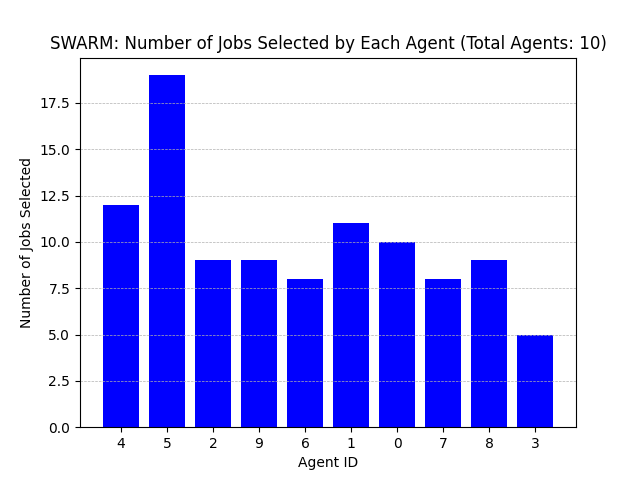 SWARM: Number of Jobs Selected by Each Agent (Total Agents: 10)
17.5
15.0
12.5
10.0
7.5
5.0
2.5
0.0
Number of Jobs Selected
4 5 2 9 6 1 0 7 8 3
Agent ID